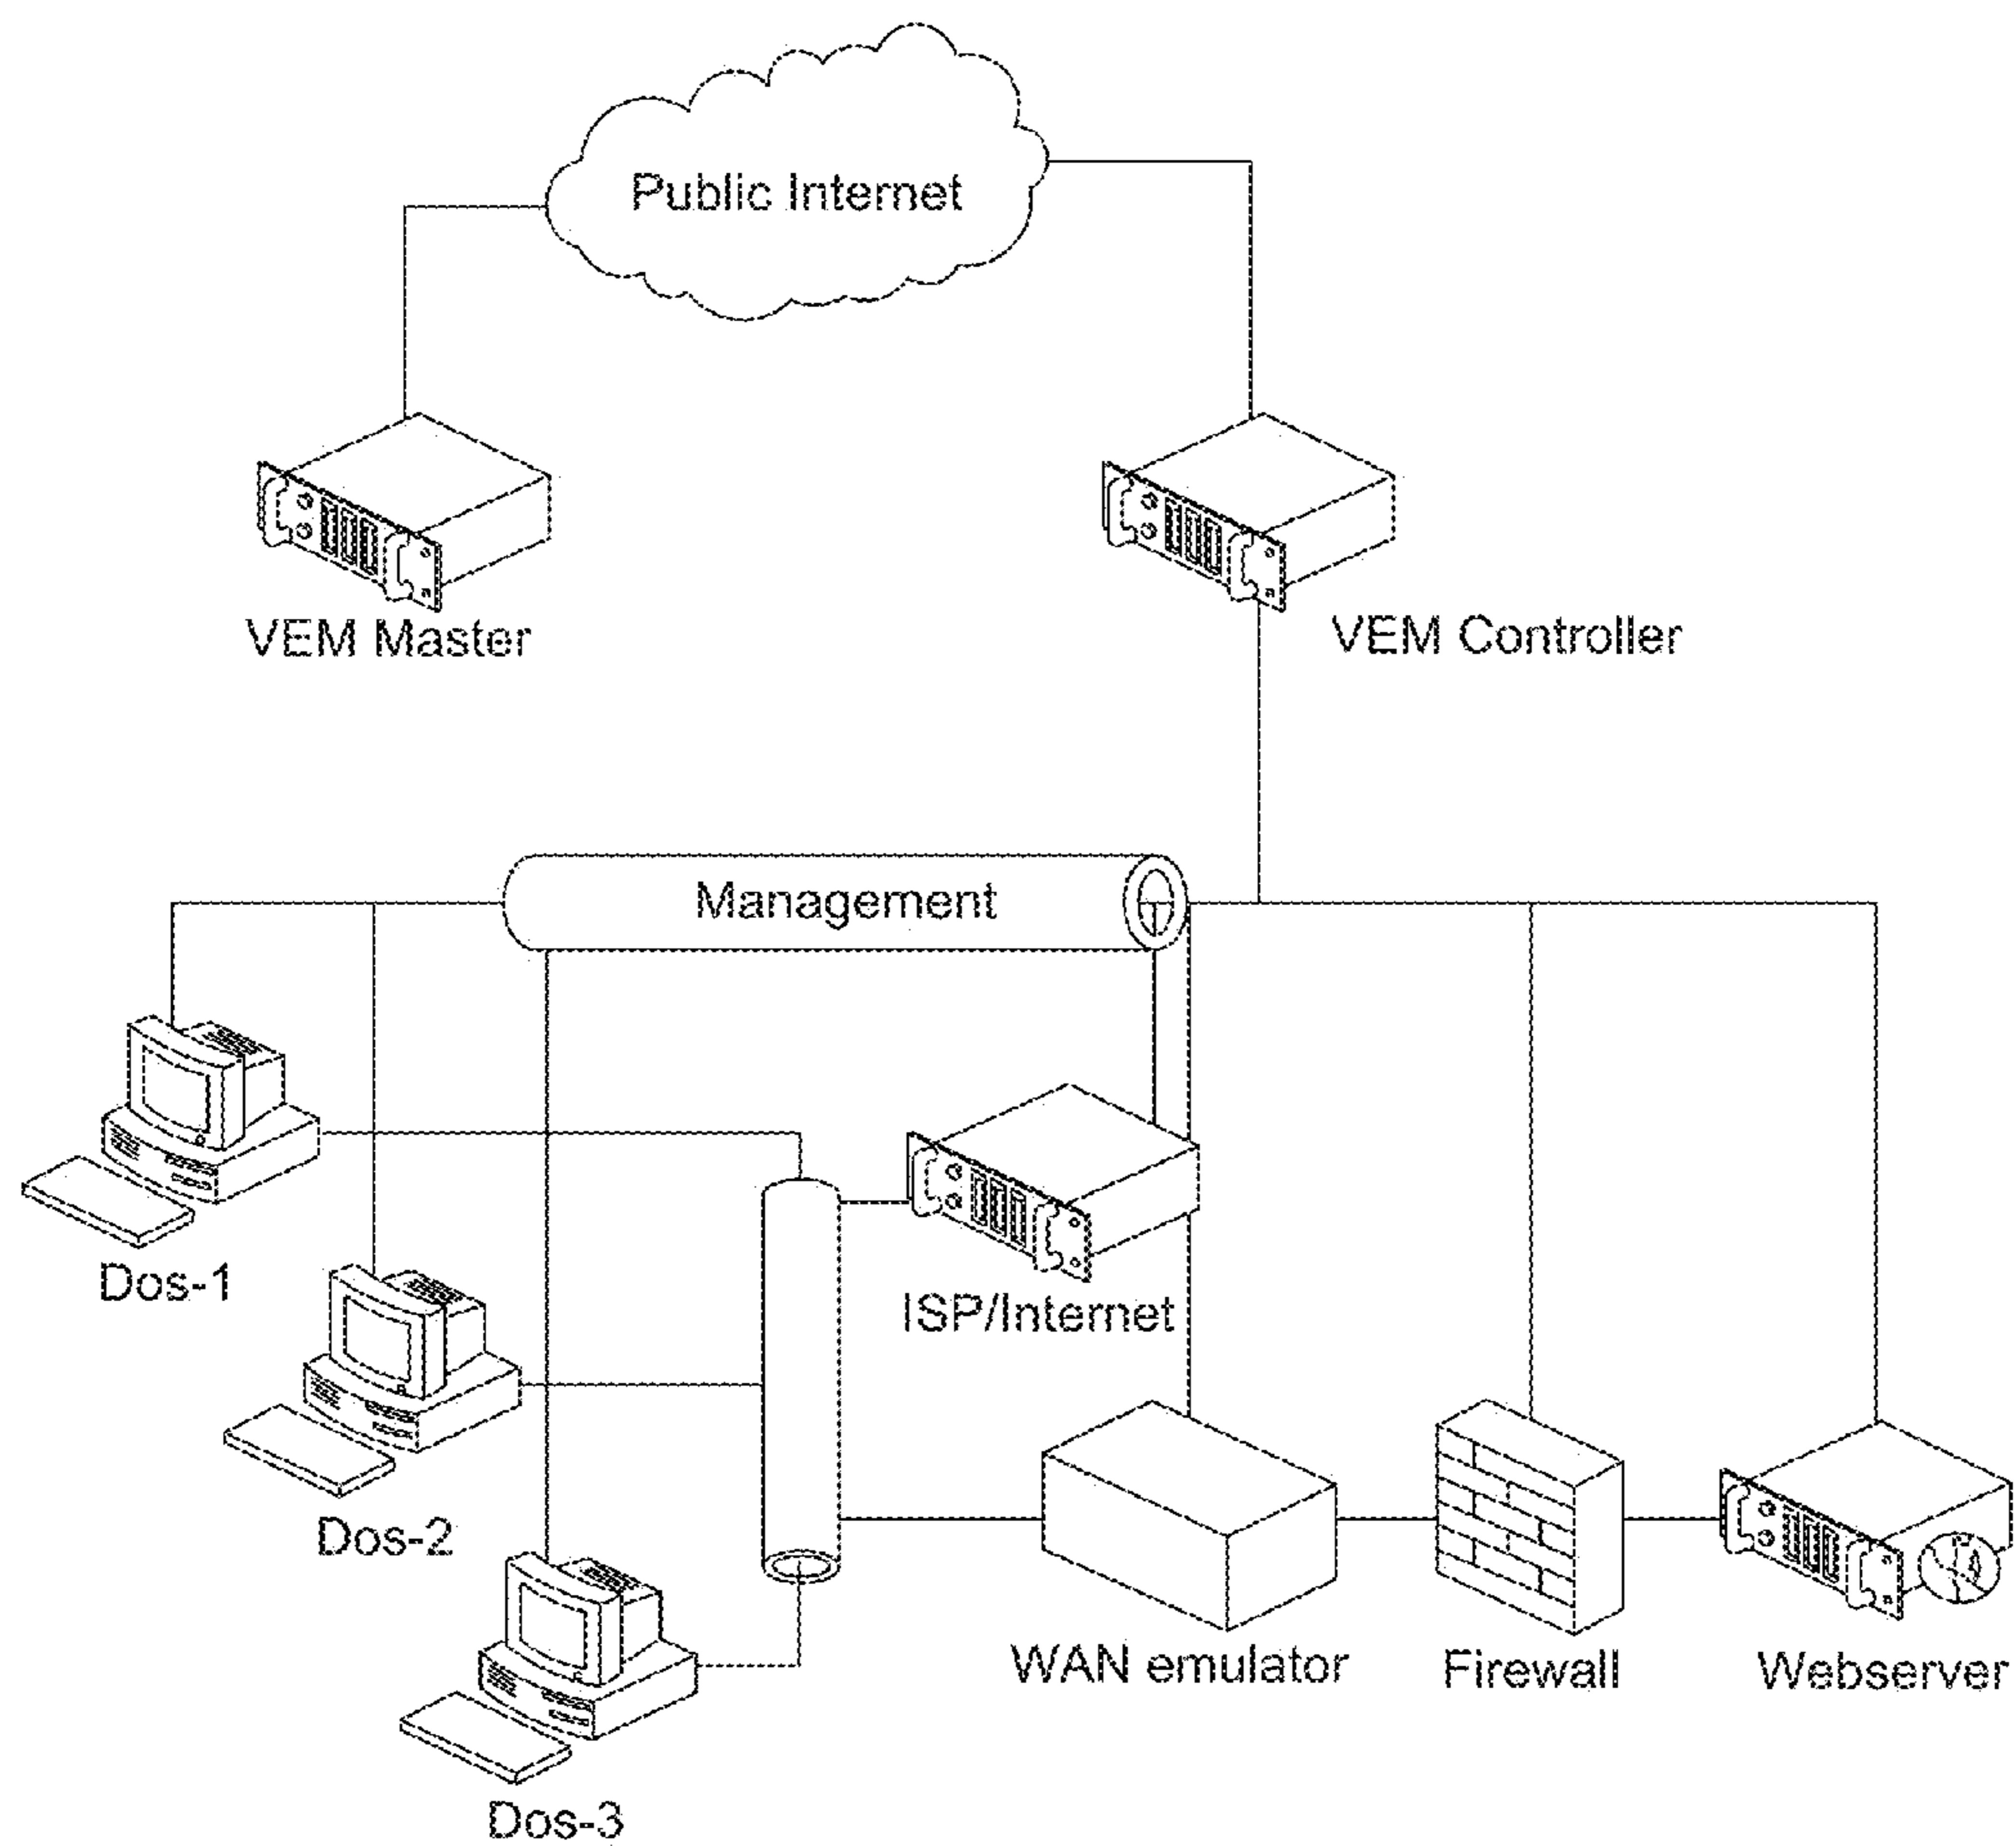 Public Internet
VEM Master
VEM Controller
Management
Dos-1
ISP/Internet
Dos-2
WAN emulator
Firewall
Webserver
Dos-3